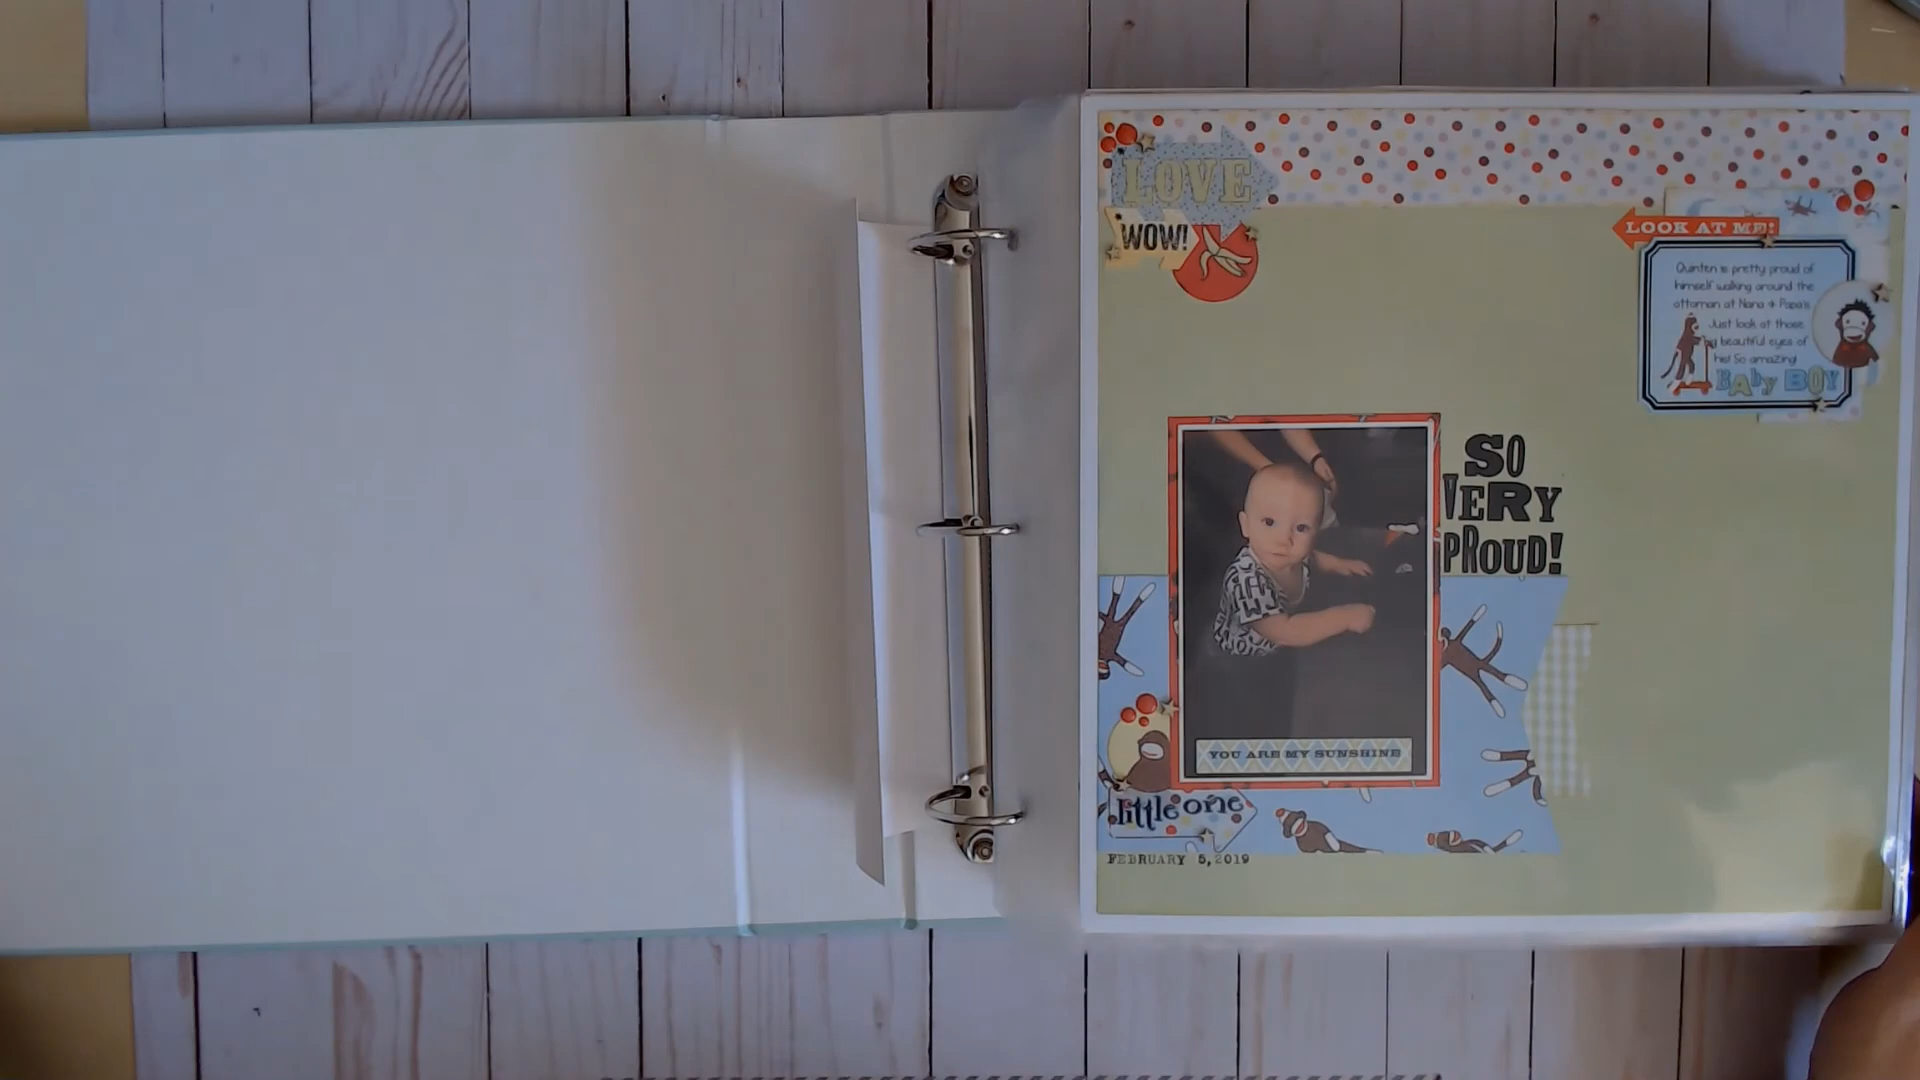 LOVE
WOW!
LOOK AT ME!
Quinten is pretty proud of
himself walking around the
ottoman at Nana + Papa's
Just look at those
beautiful eyes of
his! So amazing!
BAby BOY
SO
VERY
PROUD!
YOU ARE MY SUNSHINE
little one
FEBRUARY 5, 2019